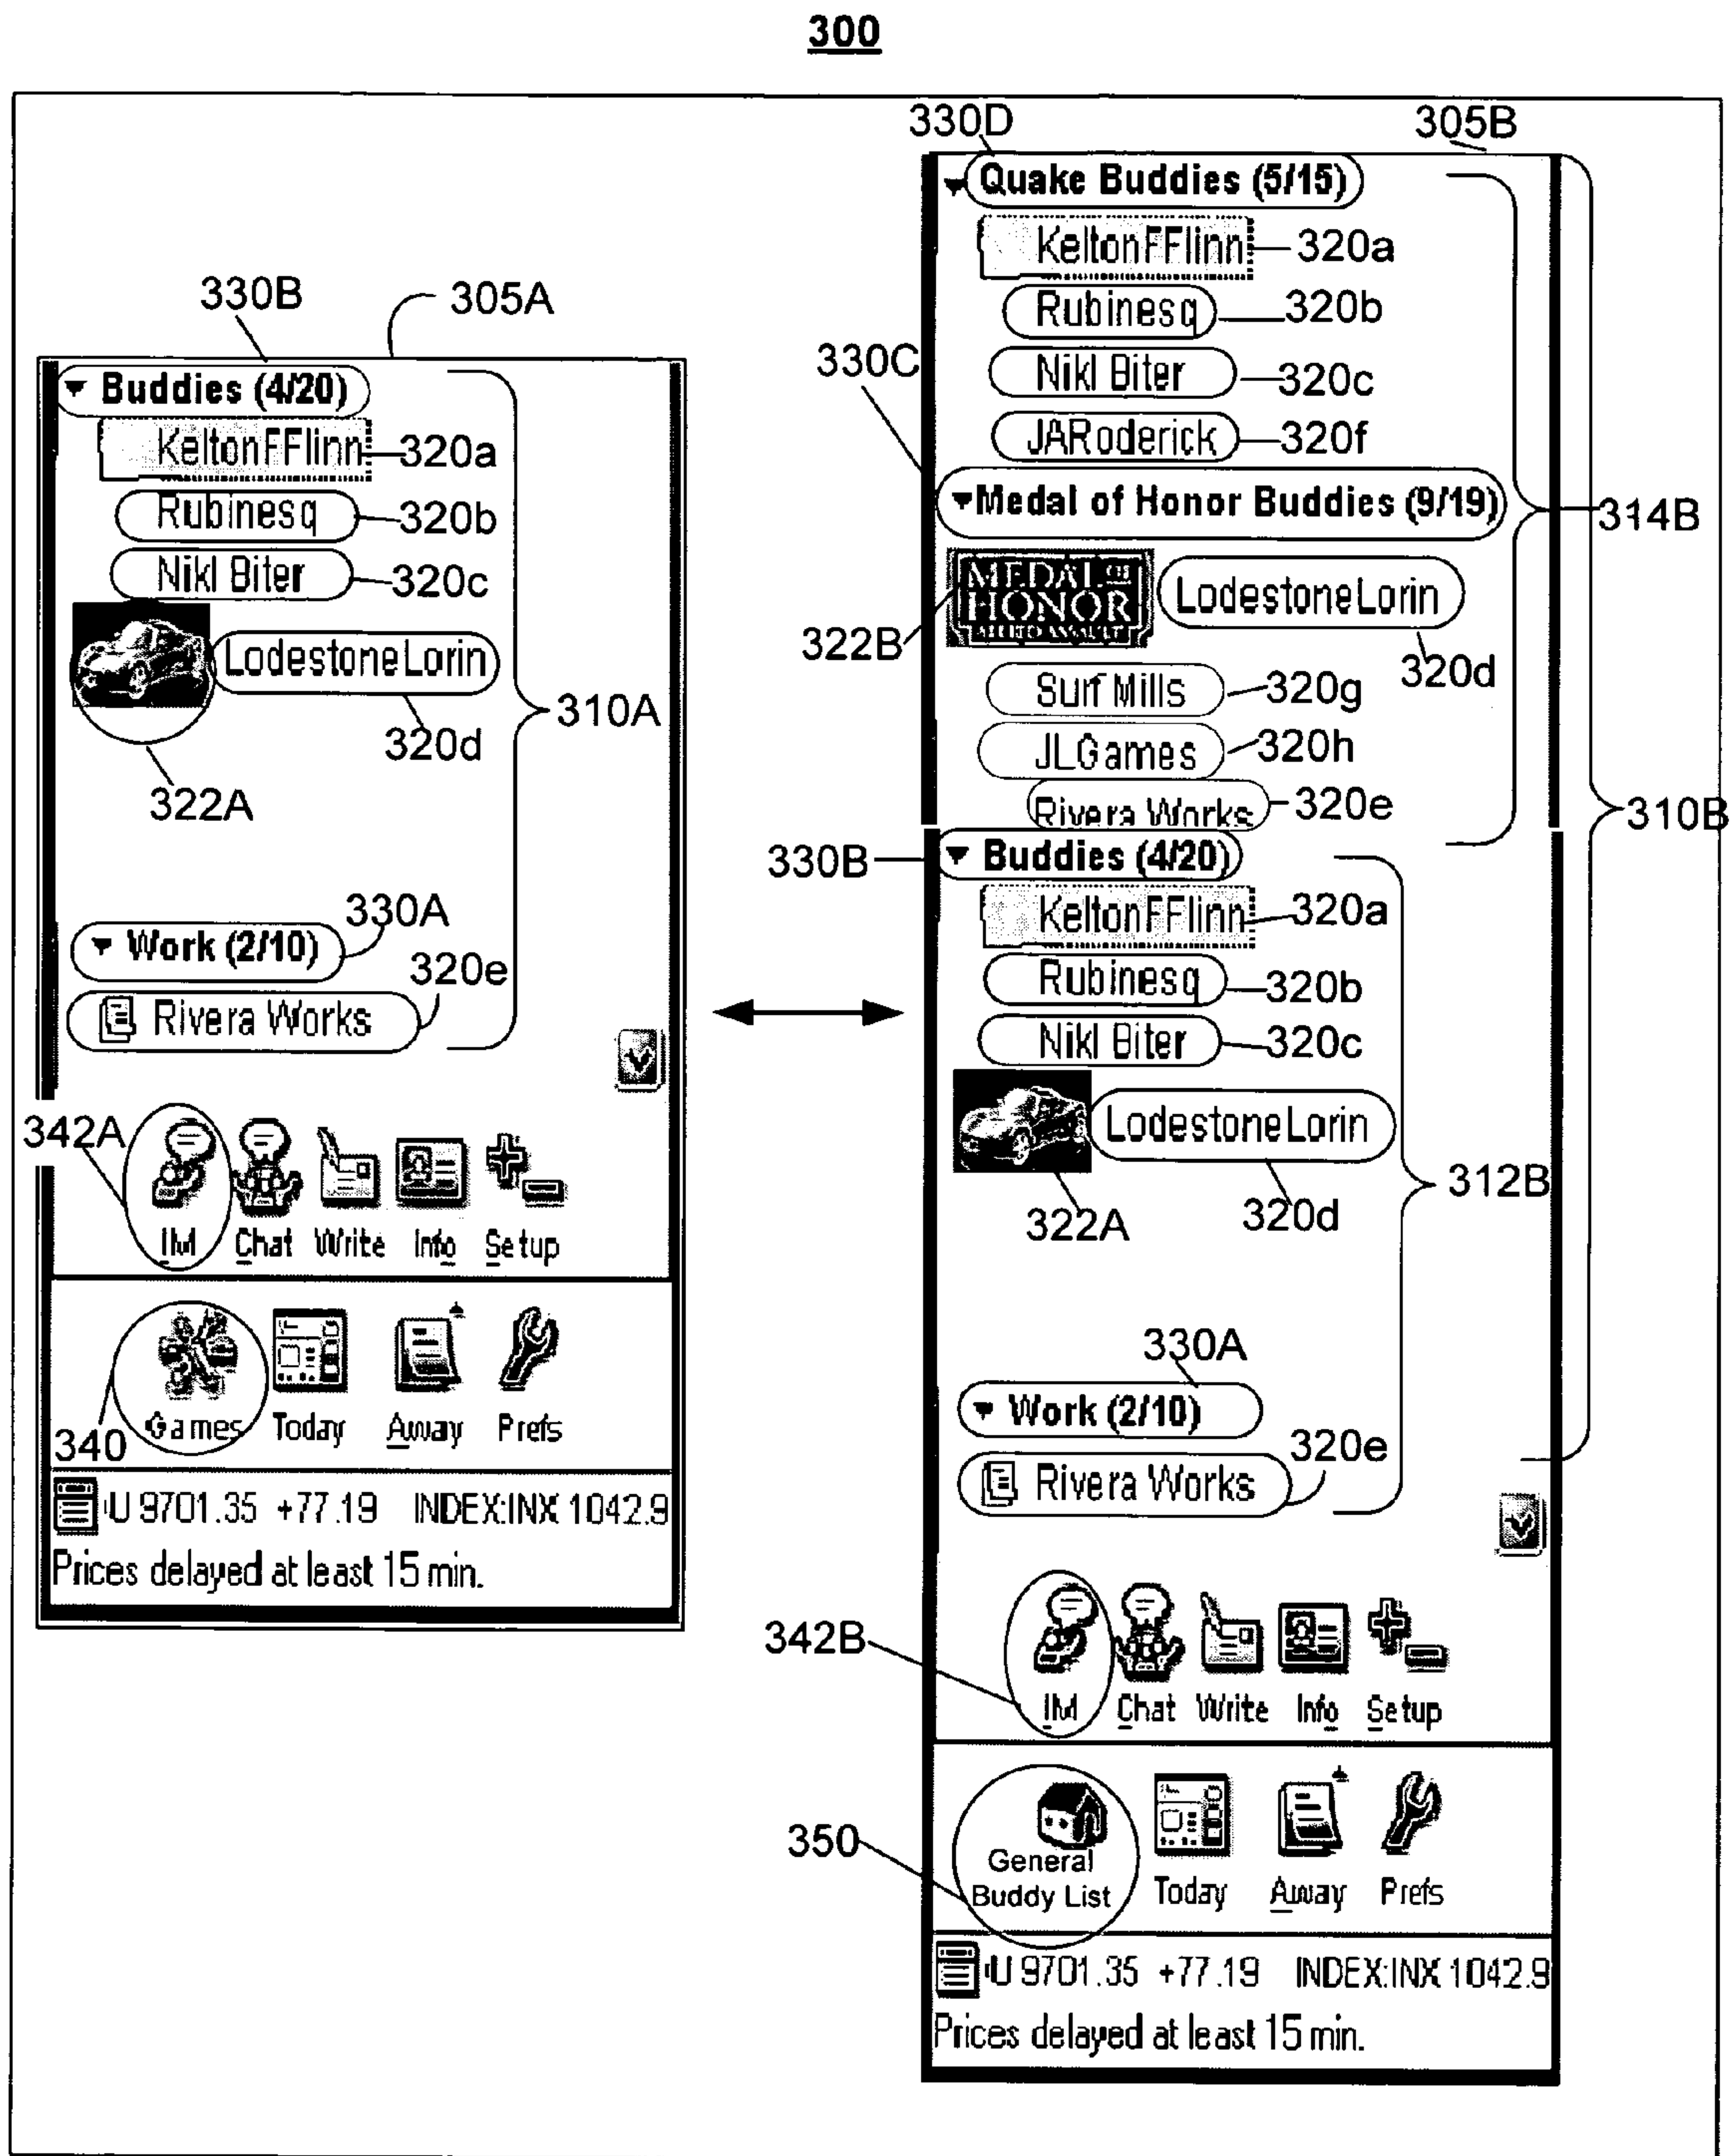 300
330B
305A
Buddies (4/20)
KeltonFFlinn
320a
Rubinesq
320b
Nikl Biter
320c
LodestoneLorin
320d
322A
310A
330A
Work (2/10)
320e
Rivera Works
342A
IM Chat Write Info Setup
Games Today Away Prefs
340
U 9701.35 +77.19 INDEX:INX 1042.9
Prices delayed at least 15 min.
330D
305B
Quake Buddies (5/15)
KeltonFFlinn
320a
Rubinesq
320b
330C
Nikl Biter
320c
JARoderick
320f
Medal of Honor Buddies (9/19)
314B
MEDAL OF
HONOR
ALLIED ASSAULT
LodestoneLorin
322B
320d
Surf Mills
320g
JLGames
320h
Rivera Works
320e
310B
330B
Buddies (4/20)
KeltonFFlinn
320a
Rubinesq
320b
Nikl Biter
320c
LodestoneLorin
322A
320d
312B
330A
Work (2/10)
320e
Rivera Works
342B
IM Chat Write Info Setup
350
General
Buddy List
Today Away Prefs
U 9701.35 +77.19 INDEX:INX 1042.9
Prices delayed at least 15 min.